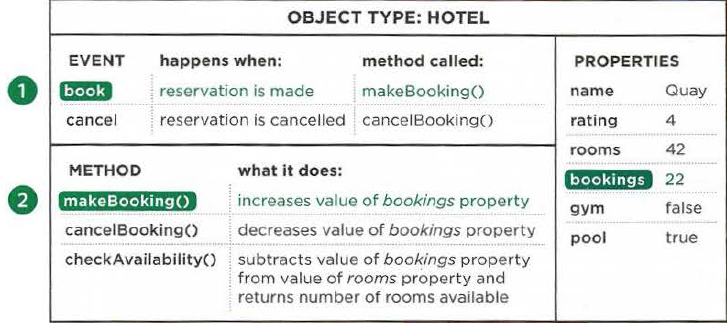 OBJECT TYPE: HOTEL
EVENT happens when: method called:
1 book reservation is made makeBooking()
cancel reservation is cancelled cancelBooking()
METHOD what it does:
2 makeBooking() increases value of bookings property
cancelBooking() decreases value of bookings property
checkAvailability() subtracts value of bookings property
from value of rooms property and
returns number of rooms available
PROPERTIES
name Quay
rating 4
rooms 42
bookings 22
gym false
pool true